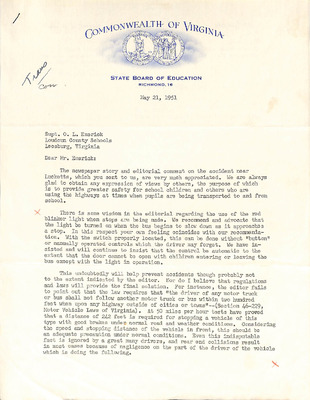 Trans
COMMONWEALTH OF VIRGINIA
STATE BOARD OF EDUCATION
RICHMOND, 16
May 21, 1951
Supt. O. L. Emerick
Loudoun County Schools
Leesburg, Virginia
Dear Mr. Emerick:
The newspaper story and editorial comment on the accident near
Lucketts, which you sent to us, are very much appreciated. We are always
glad to obtain any expression of views by others, the purpose of which
is to provide greater safety for school children and others who are
using the highways at times when pupils are being transported to and from
school.
There is some wisdom in the editorial regarding the use of the red
blinker light when stops are being made. We recommend and advocate that
the light be turned on when the bus begins to slow down as it approaches
a stop. In this respect your own feeling coincides with our recommenda-
tion. With the switch properly located, this can be done without "button"
or manually operated controls which the driver may forget. We have in-
sisted and will continue to insist that the control be automatic to the
extent that the door cannot be open with children entering or leaving the
bus except with the light in operation.
This undoubtedly will help prevent accidents though probably not
to the extent indicated by the editor. Nor do I believe that regulations
and laws will provide the final solution. For instance, the editor fails
to point out that the law requires that "the driver of any motor truck
or bus shall not follow another motor truck or bus within two hundred
feet when upon any highway outside of cities or towns"--(Section 46-229,
Motor Vehicle Laws of Virginia). At 50 miles per hour tests have proved
that a distance of 242 feet is required for stopping a vehicle of this
type with good brakes under normal road and weather conditions. Considering
the speed and stopping distance of the vehicle in front, this should be
an adequate precaution under normal conditions. Even this indisputable
fact is ignored by a great many drivers, and rear end collisions result
in most cases because of negligence on the part of the driver of the vehicle
which is doing the following.